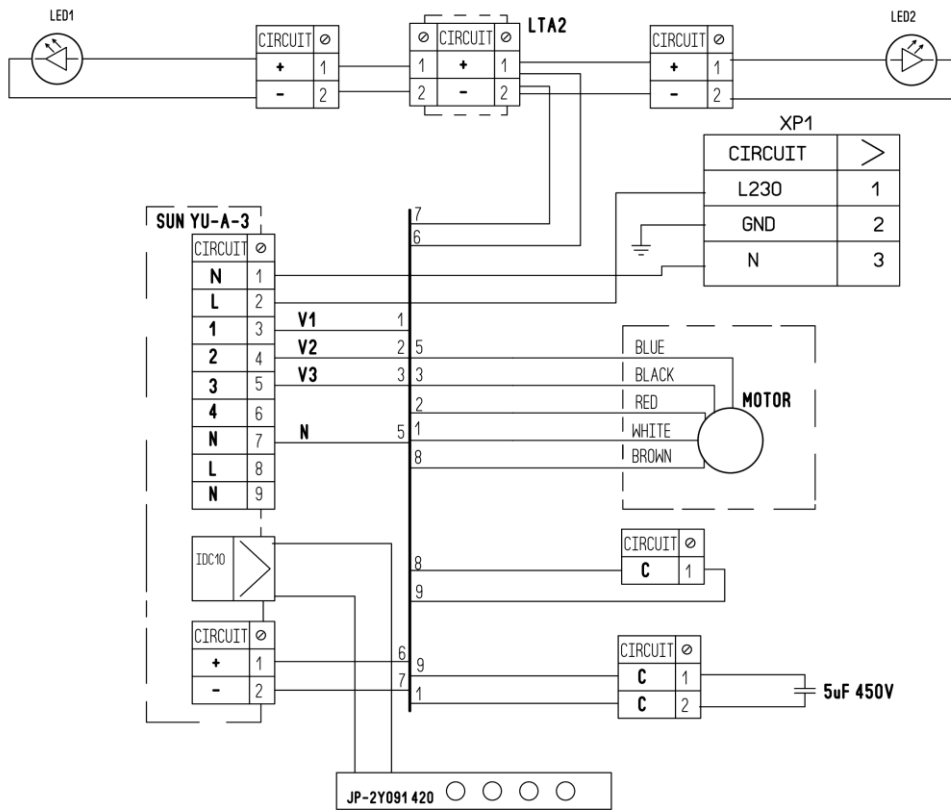 LED1
LED2
LTA2
CIRCUIT ⊘
+ 1
- 2
⊘ CIRCUIT ⊘
1 + 1
2 - 2
CIRCUIT ⊘
+ 1
- 2
XP1
CIRCUIT >
L230 1
GND 2
N 3
7
6
SUN YU-A-3
CIRCUIT ⊘
N 1
L 2
1 3
2 4
3 5
4 6
N 7
L 8
N 9
V1 1
V2 2
V3 3
N 5
5 BLUE
3 BLACK
2 RED
1 WHITE
8 BROWN
MOTOR
IDC10
8
9
CIRCUIT ⊘
C 1
CIRCUIT ⊘
+ 1
- 2
6
7
9
1
CIRCUIT ⊘
C 1
C 2
5uF 450V
JP-2Y091420